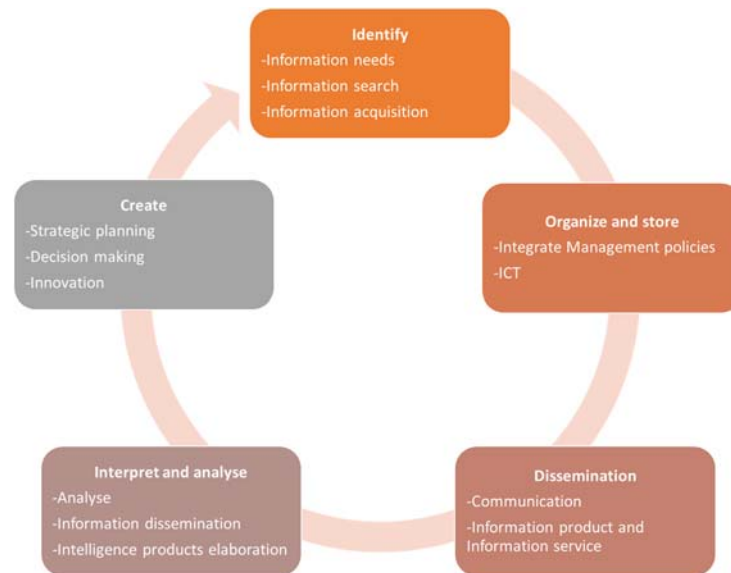 Identify
-Information needs
-Information search
-Information acquisition
Organize and store
-Integrate Management policies
-ICT
Dissemination
-Communication
-Information product and
Information service
Interpret and analyse
-Analyse
-Information dissemination
-Intelligence products elaboration
Create
-Strategic planning
-Decision making
-Innovation